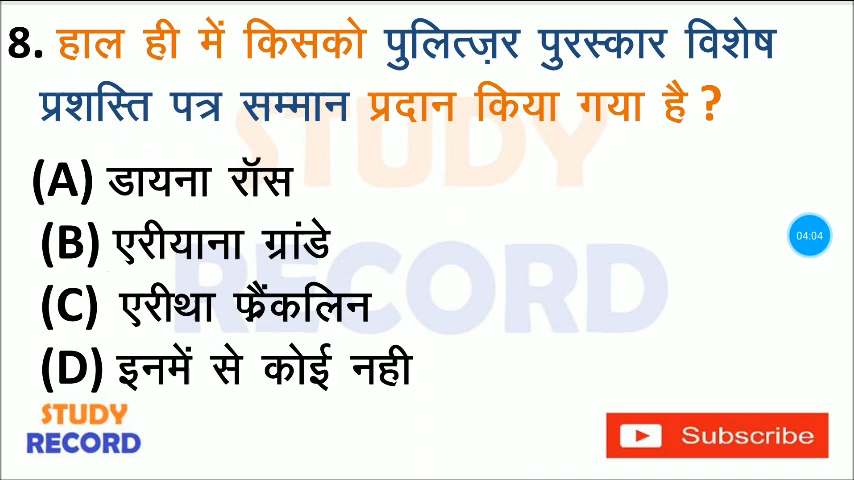 8. हाल ही में किसको पुलित्ज़र पुरस्कार विशेष
प्रशस्ति पत्र सम्मान प्रदान किया गया है ?
(A) डायना रॉस
(B) एरीयाना ग्रांडे
(C) एरीथा फ्रैंकलिन
(D) इनमें से कोई नही
04:04
STUDY
RECORD
STUDY
RECORD
Subscribe